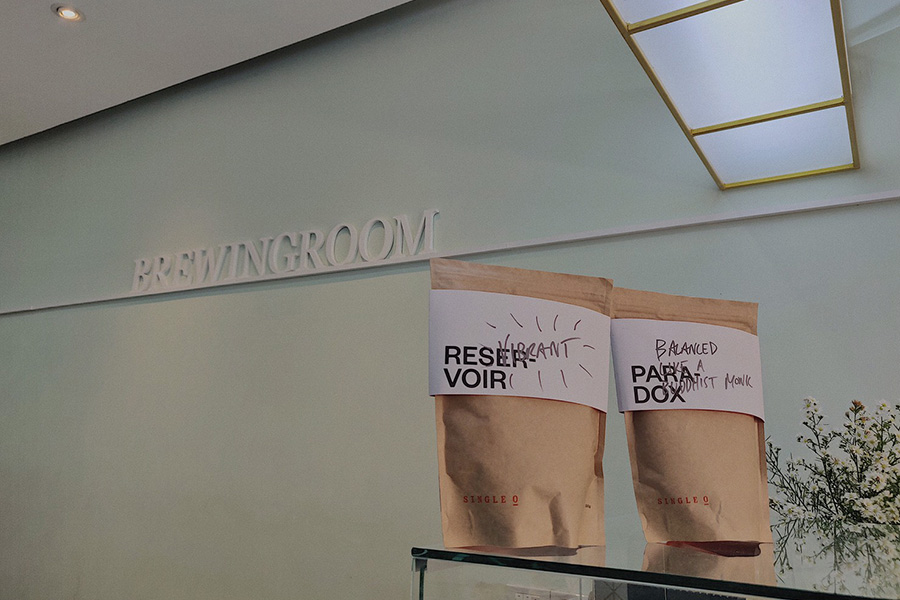 BREWINGROOM
RESER-
VOIR
VIBRANT
SINGLE O
PARA-
DOX
BALANCED
LIKE A
BUDDHIST MONK
SINGLE O